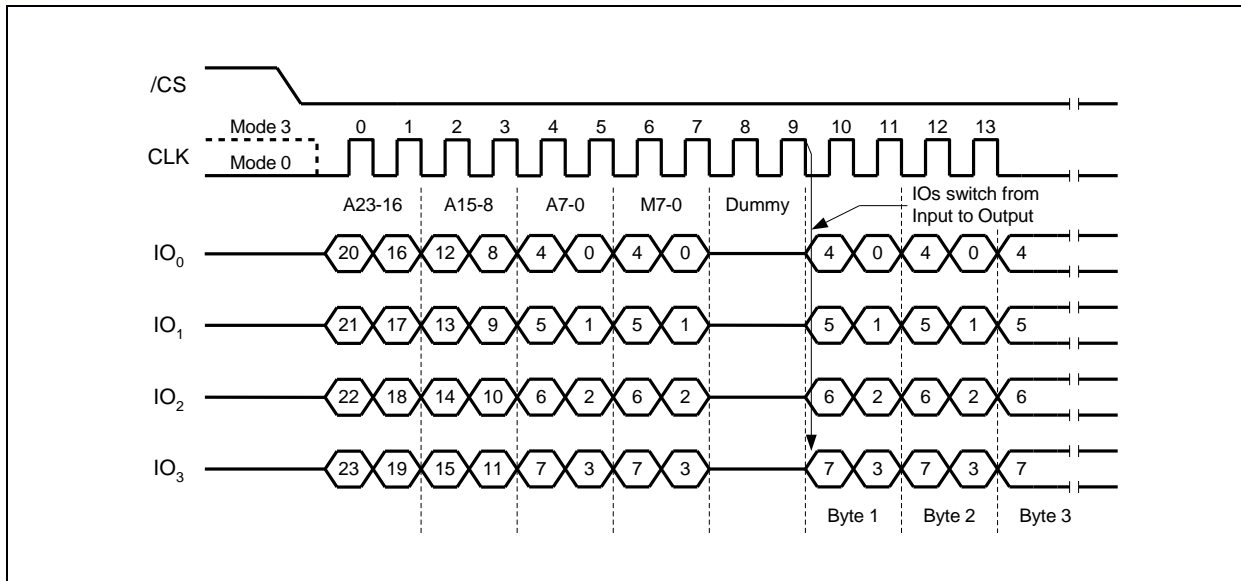 /CS
Mode 3 0 1 2 3 4 5 6 7 8 9 10 11 12 13
CLK
Mode 0
IOs switch from
Input to Output
A23-16 A15-8 A7-0 M7-0 Dummy
IO0 20 16 12 8 4 0 4 0 4 0 4 0 4
IO1 21 17 13 9 5 1 5 1 5 1 5 1 5
IO2 22 18 14 10 6 2 6 2 6 2 6 2 6
IO3 23 19 15 11 7 3 7 3 7 3 7 3 7
Byte 1 Byte 2 Byte 3